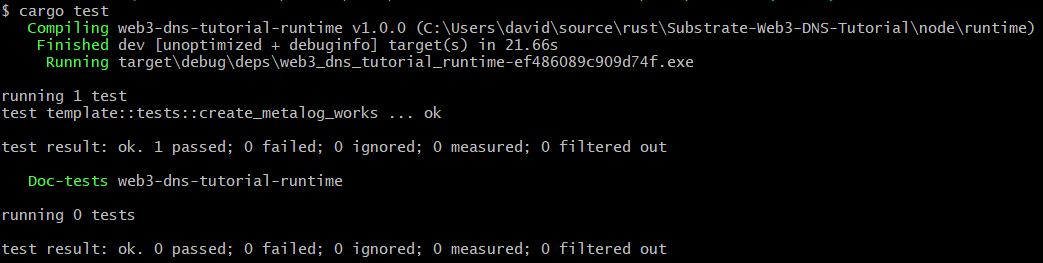 $ cargo test
Compiling web3-dns-tutorial-runtime v1.0.0 (C:\Users\david\source\rust\Substrate-Web3-DNS-Tutorial\node\runtime)
Finished dev [unoptimized + debuginfo] target(s) in 21.66s
Running target\debug\deps\web3_dns_tutorial_runtime-ef486089c909d74f.exe
running 1 test
test template::tests::create_metalog_works ... ok
test result: ok. 1 passed; 0 failed; 0 ignored; 0 measured; 0 filtered out
Doc-tests web3-dns-tutorial-runtime
running 0 tests
test result: ok. 0 passed; 0 failed; 0 ignored; 0 measured; 0 filtered out